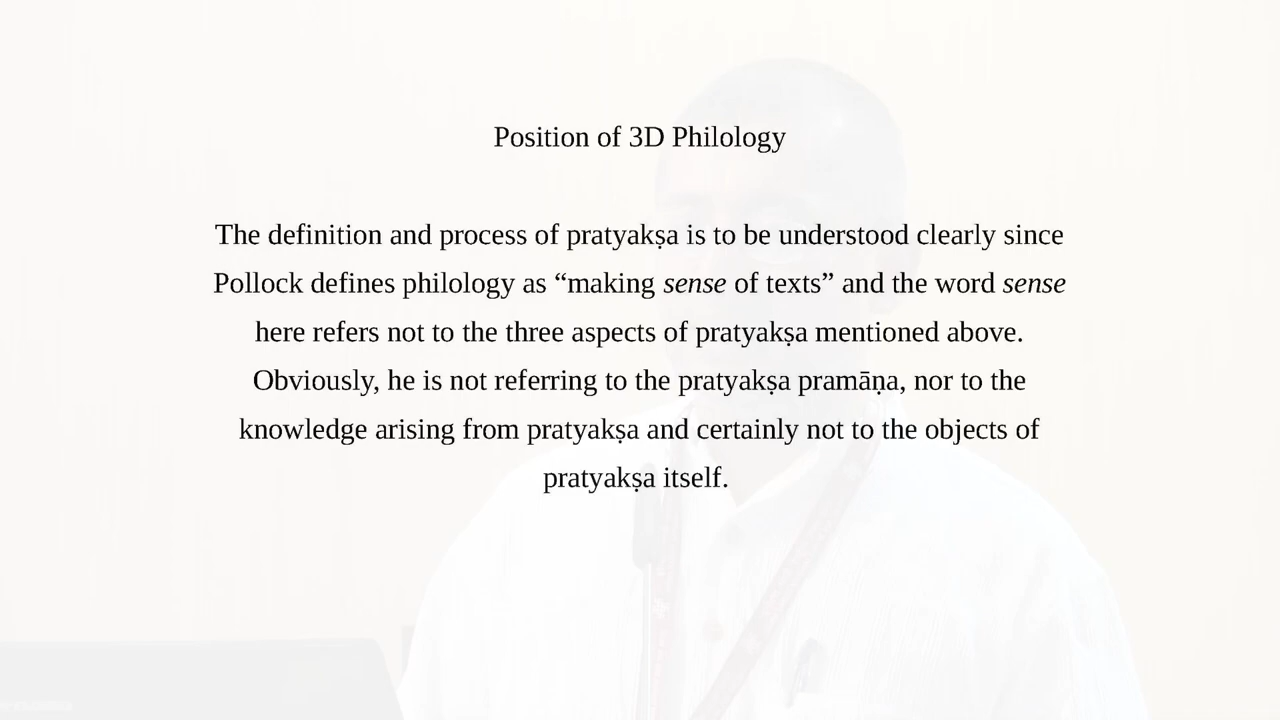 Position of 3D Philology
The definition and process of pratyakṣa is to be understood clearly since
Pollock defines philology as “making sense of texts” and the word sense
here refers not to the three aspects of pratyakṣa mentioned above.
Obviously, he is not referring to the pratyakṣa pramāṇa, nor to the
knowledge arising from pratyakṣa and certainly not to the objects of
pratyakṣa itself.